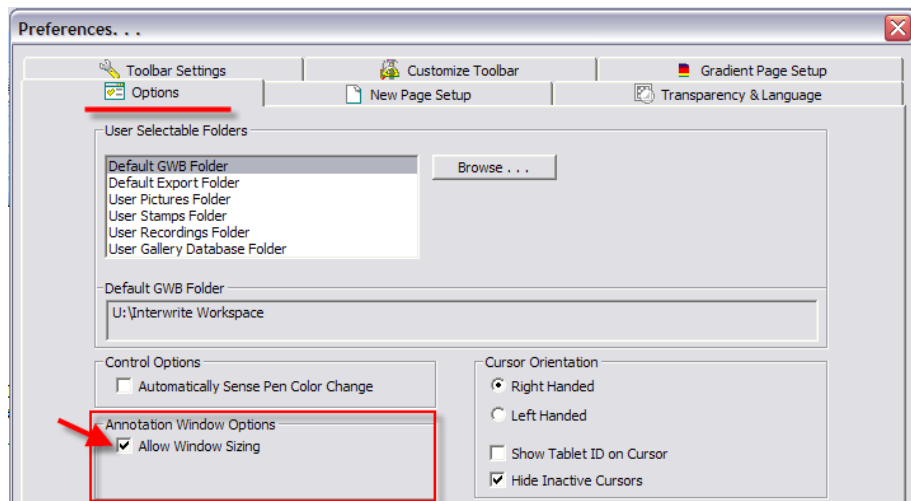 Preferences. . .
Toolbar Settings
Customize Toolbar
Gradient Page Setup
Options
New Page Setup
Transparency & Language
User Selectable Folders
Default GWB Folder
Default Export Folder
User Pictures Folder
User Stamps Folder
User Recordings Folder
User Gallery Database Folder
Browse . . .
Default GWB Folder
U:\Interwrite Workspace
Control Options
Automatically Sense Pen Color Change
Annotation Window Options
Allow Window Sizing
Cursor Orientation
Right Handed
Left Handed
Show Tablet ID on Cursor
Hide Inactive Cursors